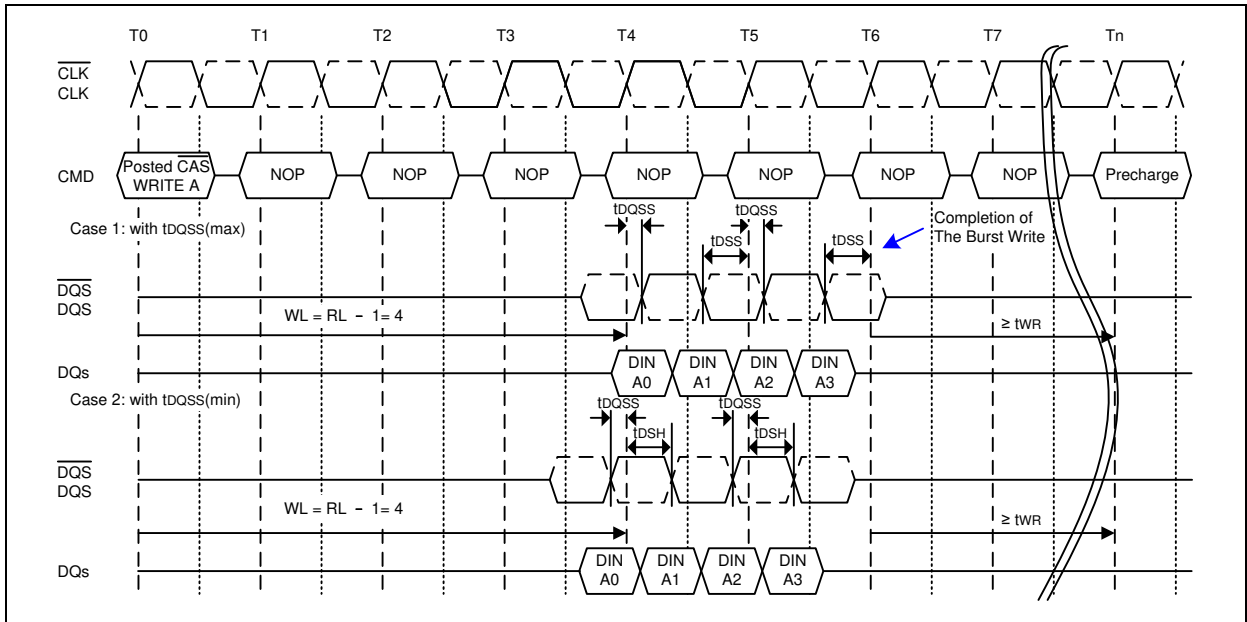 T0 T1 T2 T3 T4 T5 T6 T7 Tn
CLK
CLK
CMD
Posted CAS
WRITE A
NOP NOP NOP NOP NOP NOP NOP Precharge
Case 1: with tDQSS(max)
tDQSS tDQSS
tDSS tDSS
Completion of
The Burst Write
DQS
DQS
WL = RL − 1= 4
≥ tWR
DQs
DIN DIN DIN DIN
A0 A1 A2 A3
Case 2: with tDQSS(min)
tDQSS tDQSS
tDSH tDSH
DQS
DQS
WL = RL − 1= 4
≥ tWR
DQs
DIN DIN DIN DIN
A0 A1 A2 A3